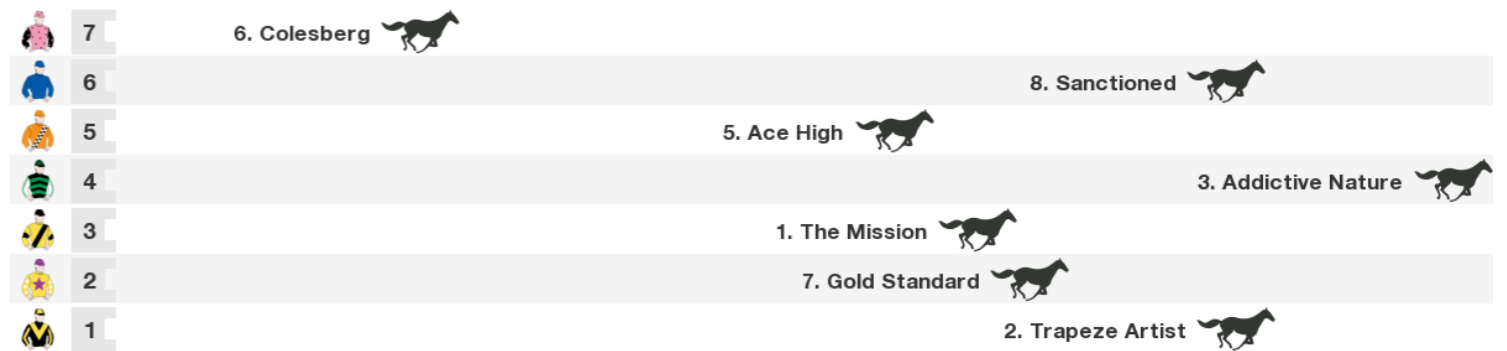 7 6. Colesberg
6 8. Sanctioned
5 5. Ace High
4 3. Addictive Nature
3 1. The Mission
2 7. Gold Standard
1 2. Trapeze Artist